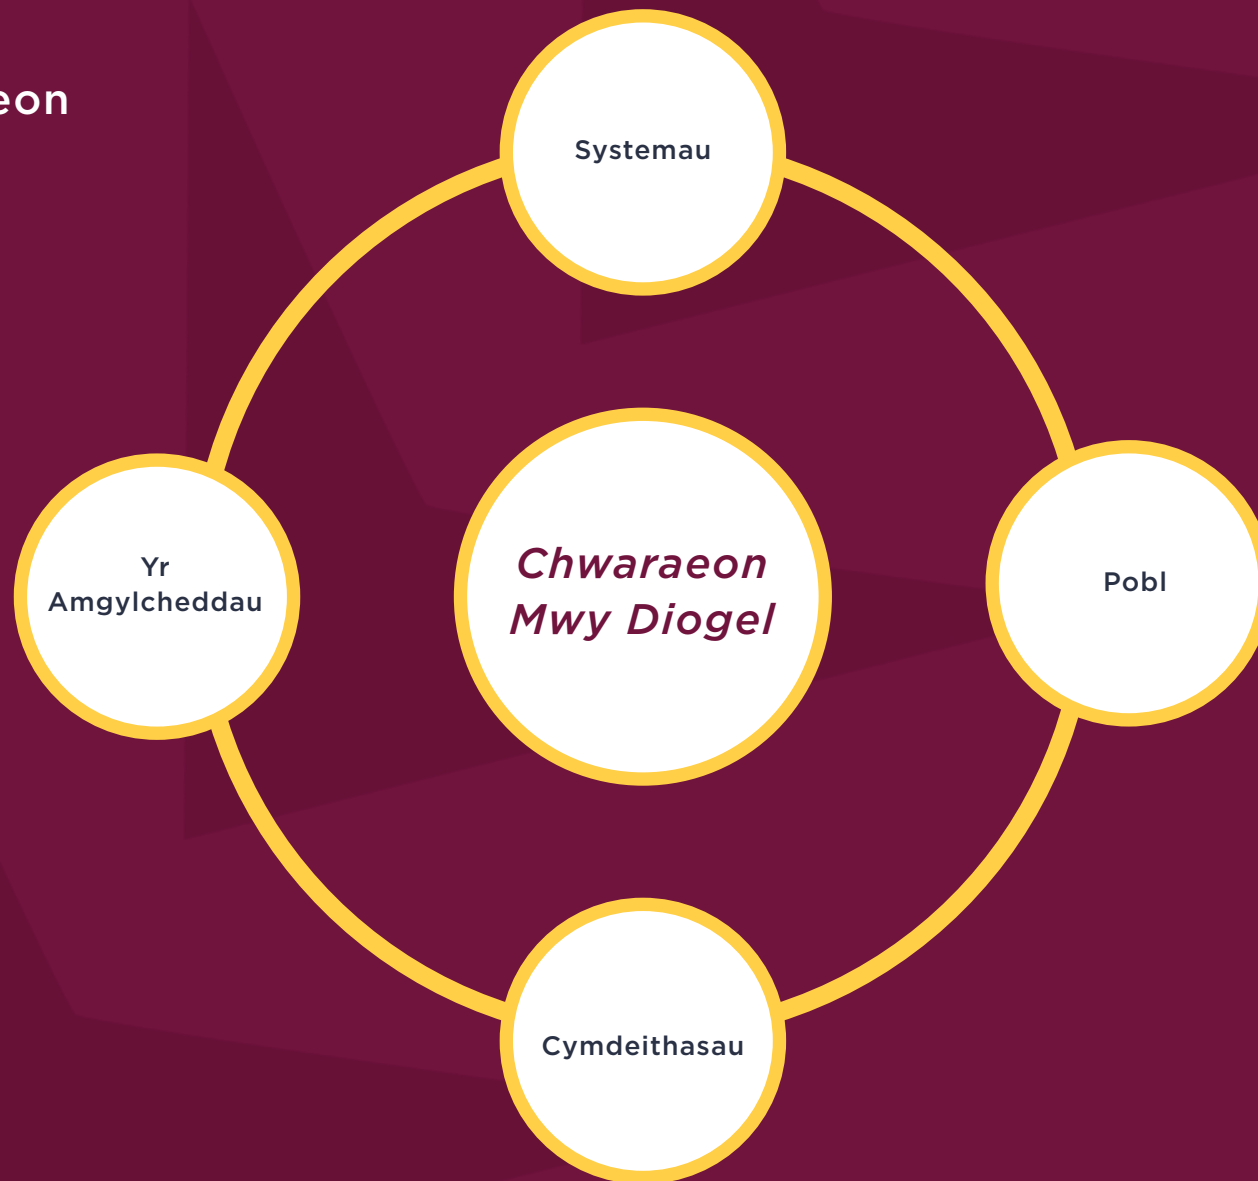 eon
Systemau
Yr
Amgylcheddau
Chwaraeon
Mwy Diogel
Pobl
Cymdeithasau